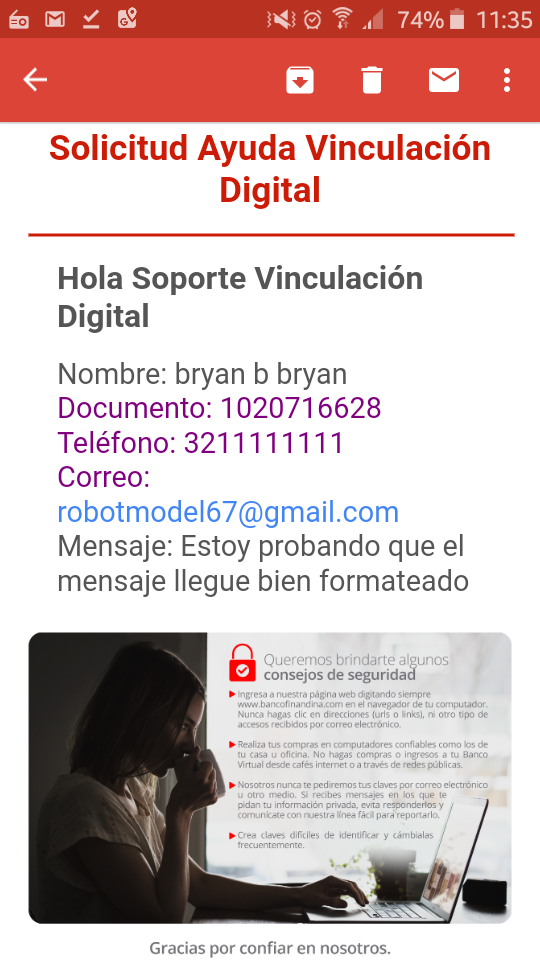 74% 11:35
Solicitud Ayuda Vinculación
Digital
Hola Soporte Vinculación
Digital
Nombre: bryan b bryan
Documento: 1020716628
Teléfono: 3211111111
Correo:
robotmodel67@gmail.com
Mensaje: Estoy probando que el
mensaje llegue bien formateado
Queremos brindarte algunos
consejos de seguridad
Ingresa a nuestra página web digitando siempre
www.bancofinandina.com en el navegador de tu computador.
Nunca hagas clic en direcciones (urls o links), ni otro tipo de
accesos recibidos por correo electrónico.
Realiza tus compras en computadores confiables como los de
tu casa u oficina. No hagas compras o ingresos a tu Banco
Virtual desde cafés internet o a través de redes públicas.
Nosotros nunca te pediremos tus claves por correo electrónico
u otro medio. Si recibes mensajes en los que te
pidan tu información privada, evita responderlos y
comunícate con nuestra línea fácil para reportarlo.
Crea claves difíciles de identificar y cámbialas
frecuentemente.
Gracias por confiar en nosotros.